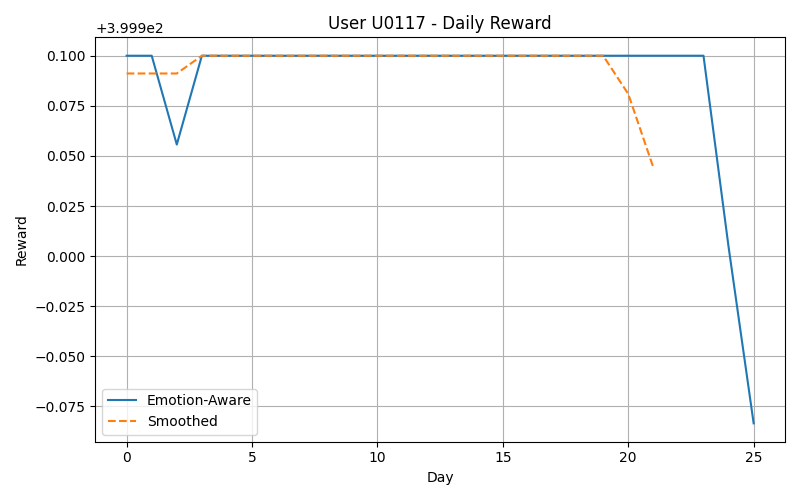 User U0117 - Daily Reward
+3.999e2
0.100
0.075
0.050
0.025
0.000
−0.025
−0.050
−0.075
Reward
Emotion-Aware
Smoothed
0 5 10 15 20 25
Day